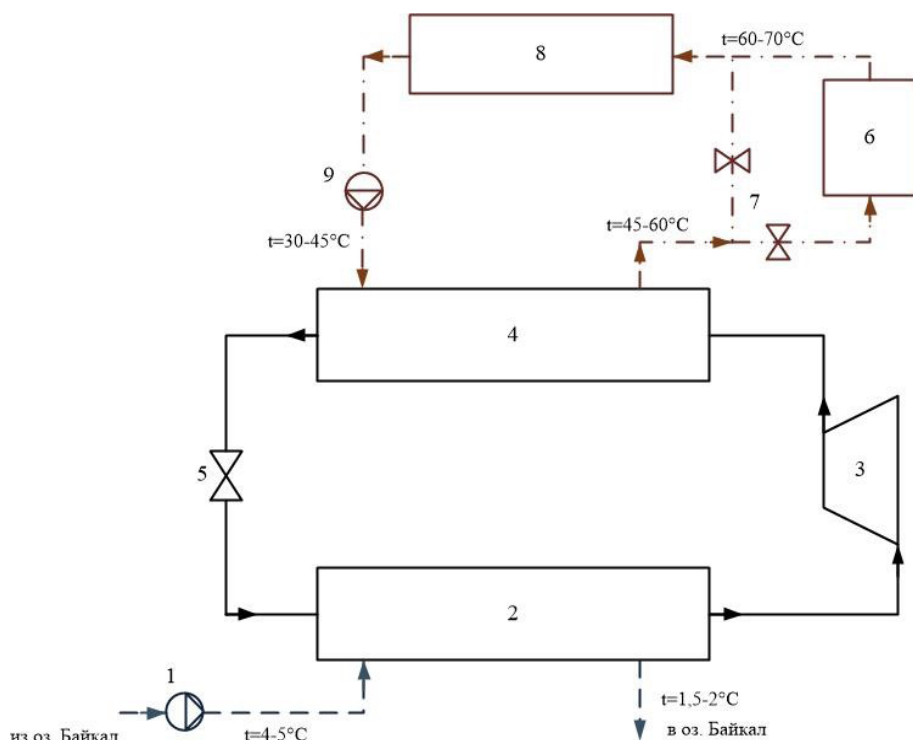 t=60-70°C
8
6
9
7
t=45-60°C
t=30-45°C
4
3
5
2
1
t=1,5-2°C
из оз. Байкал
t=4-5°C
в оз. Байкал